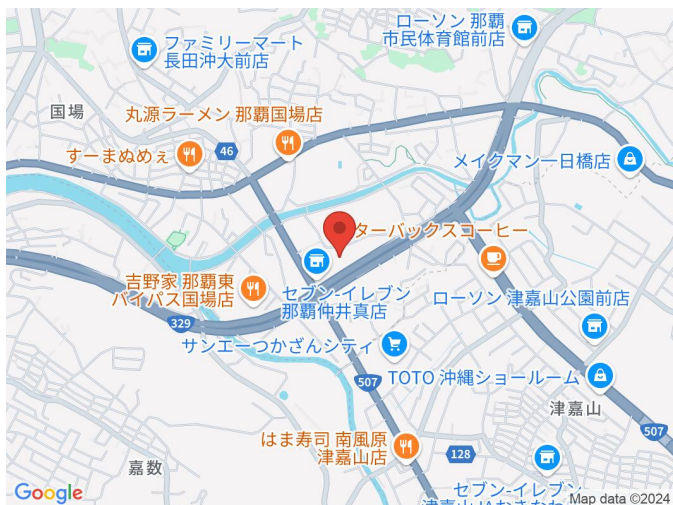 ローソン 那覇
市民体育館前店
ファミリーマート
長田沖大前店
国場
丸源ラーメン 那覇国場店
すーまぬめぇ
46
メイクマン一日橋店
ターバックスコーヒー
吉野家 那覇東
バイパス国場店
セブン-イレブン
那覇仲井真店
ローソン 津嘉山公園前店
329
サンエーつかざんシティ
507
TOTO 沖縄ショールーム
津嘉山
507
はま寿司 南風原
津嘉山店
128
嘉数
セブン-イレブン
Google
Map data ©2024